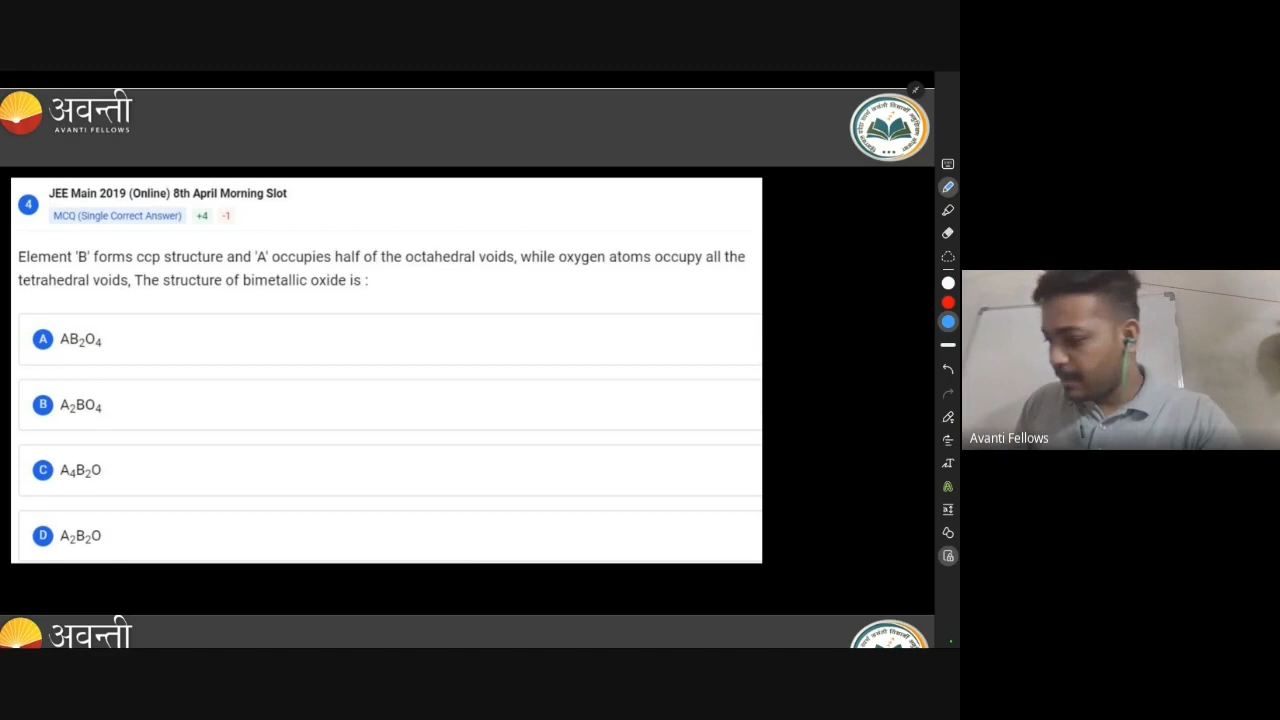 अवन्ती
AVANTI FELLOWS
4
JEE Main 2019 (Online) 8th April Morning Slot
MCQ (Single Correct Answer) +4 -1
Element 'B' forms ccp structure and 'A' occupies half of the octahedral voids, while oxygen atoms occupy all the
tetrahedral voids, The structure of bimetallic oxide is :
A AB₂O₄
B A₂BO₄
C A₄B₂O
D A₂B₂O
Avanti Fellows
अवन्ती